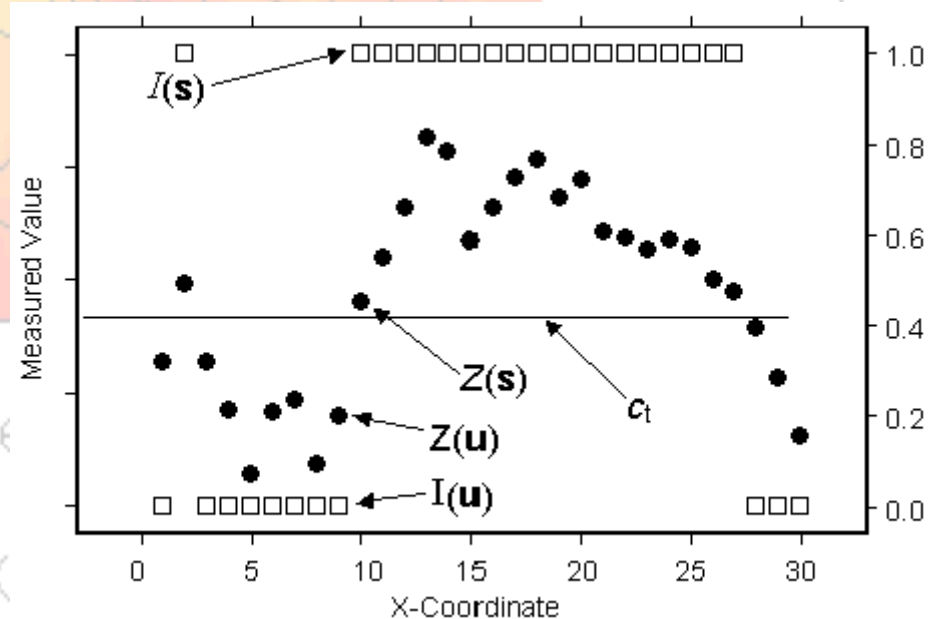 1.0
I(s)
0.8
Measured Value
0.6
0.4
Z(s)
c_t
0.2
Z(u)
I(u)
0.0
0 5 10 15 20 25 30
X-Coordinate